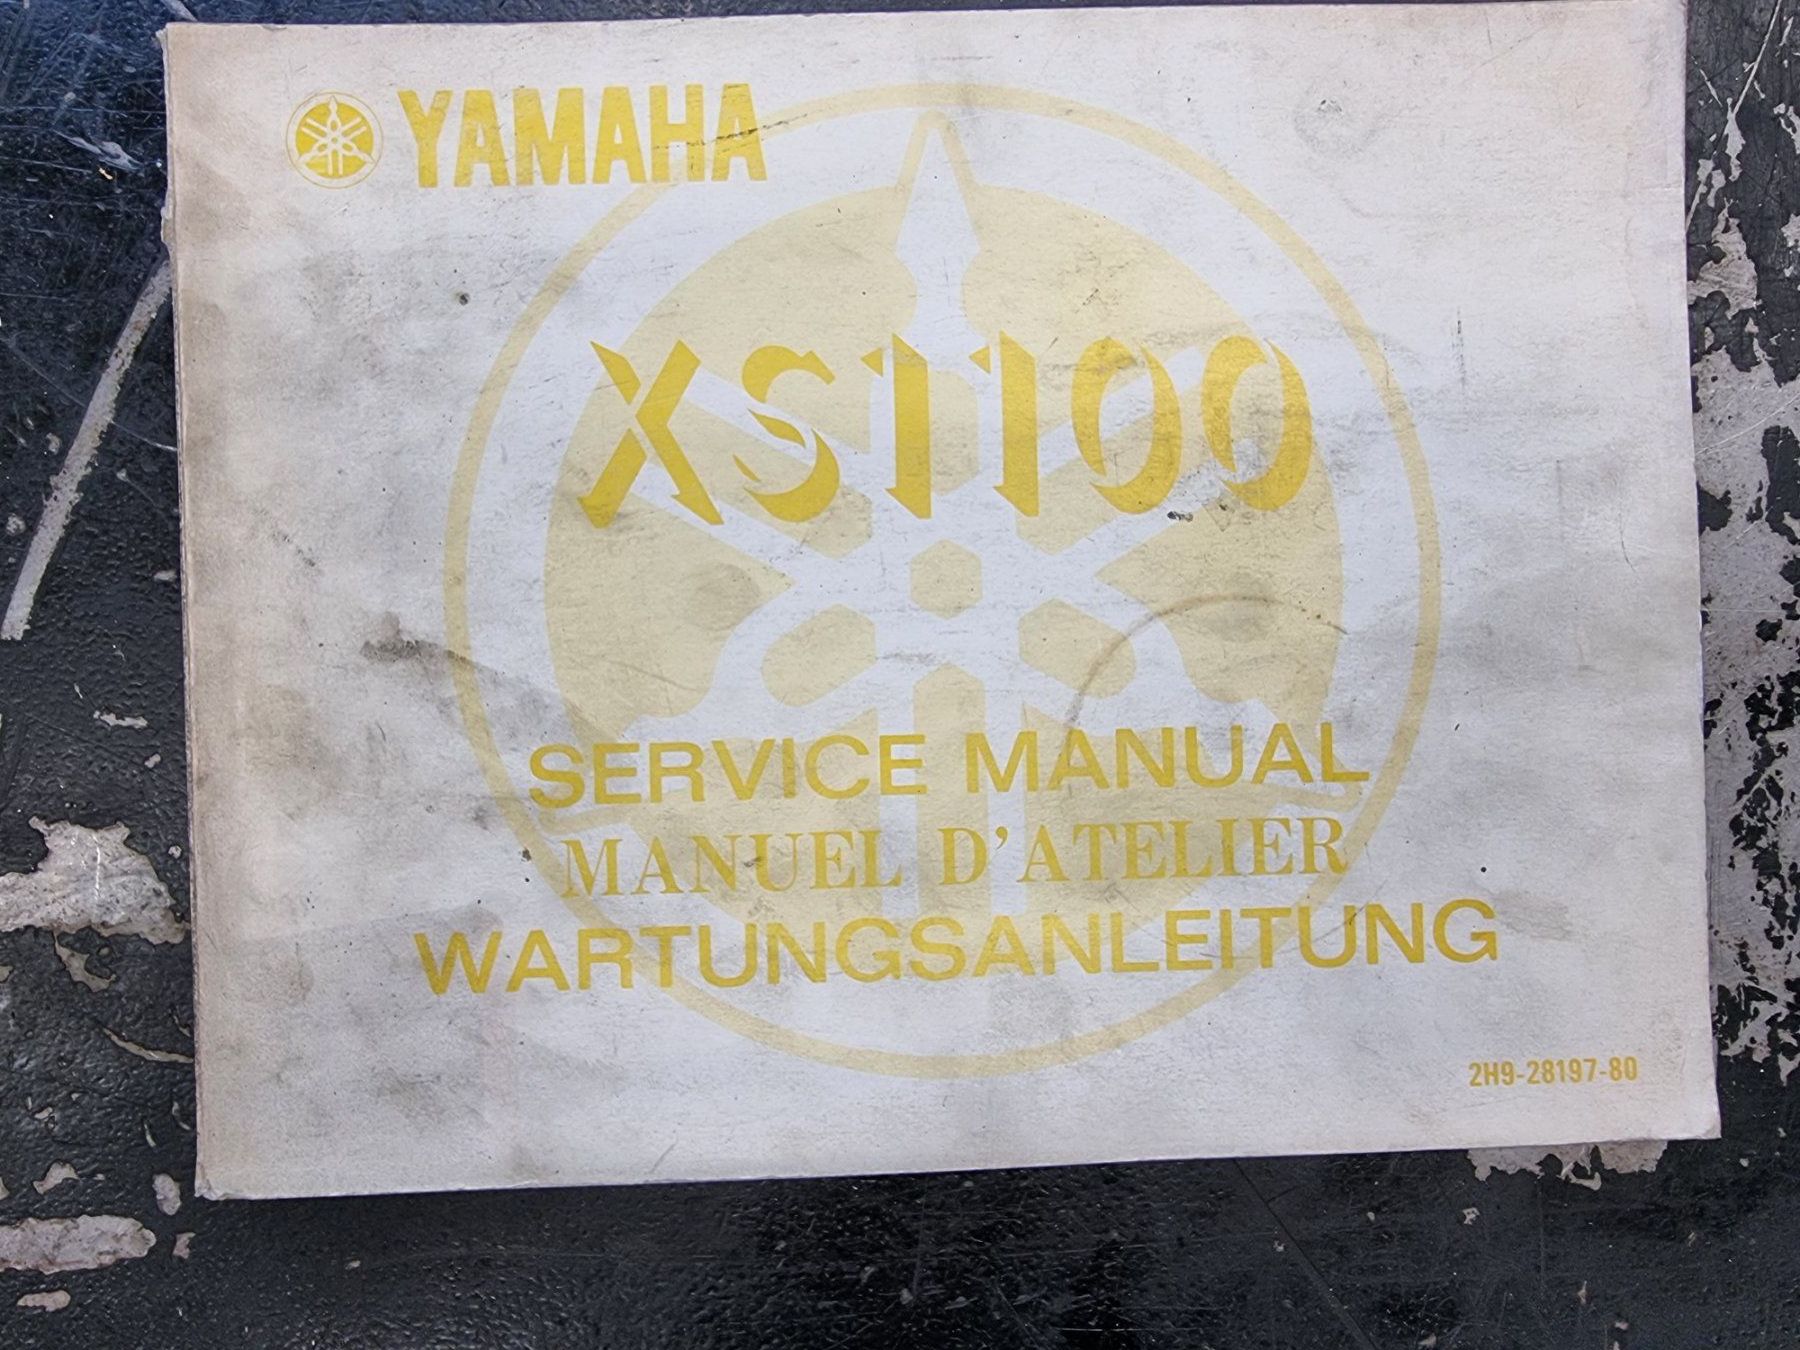 YAMAHA
XS1100
SERVICE MANUAL
MANUEL D'ATELIER
WARTUNGSANLEITUNG
2H9-28197-80